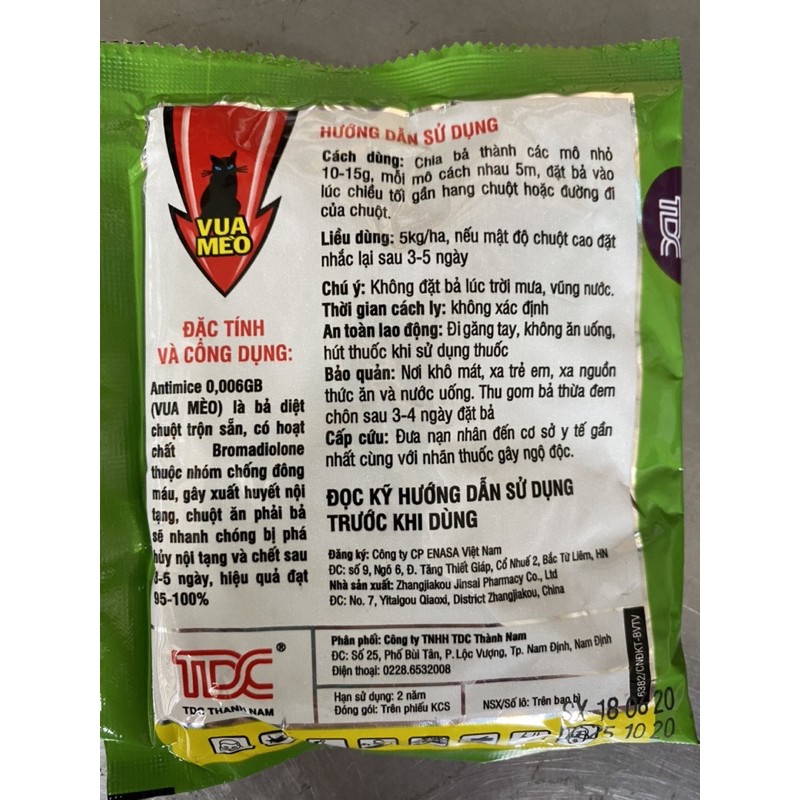 VUA
MÈO
ĐẶC TÍNH
VÀ CÔNG DỤNG:
Antimice 0,006GB
(VUA MÈO) là bả diệt
chuột trộn sẵn, có hoạt
chất Bromadiolone
thuộc nhóm chống đông
máu, gây xuất huyết nội
tạng, chuột ăn phải bả
sẽ nhanh chóng bị phá
hủy nội tạng và chết sau
3-5 ngày, hiệu quả đạt
95-100%
HƯỚNG DẪN SỬ DỤNG
Cách dùng: Chia bả thành các mô nhỏ
10-15g, mỗi mô cách nhau 5m, đặt bả vào
lúc chiều tối gần hang chuột hoặc đường đi
của chuột.
Liều dùng: 5kg/ha, nếu mật độ chuột cao đặt
nhắc lại sau 3-5 ngày
Chú ý: Không đặt bả lúc trời mưa, vũng nước.
Thời gian cách ly: không xác định
An toàn lao động: Đi găng tay, không ăn uống,
hút thuốc khi sử dụng thuốc
Bảo quản: Nơi khô mát, xa trẻ em, xa nguồn
thức ăn và nước uống. Thu gom bả thừa đem
chôn sau 3-4 ngày đặt bả
Cấp cứu: Đưa nạn nhân đến cơ sở y tế gần
nhất cùng với nhãn thuốc gây ngộ độc.
ĐỌC KỸ HƯỚNG DẪN SỬ DỤNG
TRƯỚC KHI DÙNG
Đăng ký: Công ty CP ENASA Việt Nam
ĐC: số 9, Ngõ 6, Đ. Tăng Thiết Giáp, Cổ Nhuế 2, Bắc Từ Liêm, HN
Nhà sản xuất: Zhangjiakou Jinsai Pharmacy Co., Ltd
ĐC: No. 7, Yitaigou Qiaoxi, District Zhangjiakou, China
TDC ®
TDC THANH NAM
Phân phối: Công ty TNHH TDC Thành Nam
ĐC: Số 25, Phố Bùi Tân, P. Lộc Vượng, Tp. Nam Định, Nam Định
Điện thoại: 0228.6532008
Hạn sử dụng: 2 năm
Đóng gói: Trên phiếu KCS
NSX/Số lô: Trên bao bì
6382/CNĐKT-BVTV
TDC
SX 18 08 20
15 10 20